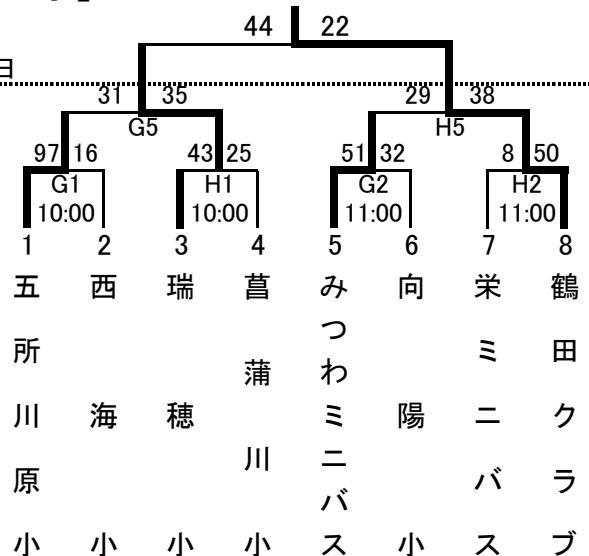 44 22
日
31 35 29 38
G5 H5
97 16 43 25 51 32 8 50
G1 H1 G2 H2
10:00 10:00 11:00 11:00
1 2 3 4 5 6 7 8
五所川原小
西海小
瑞穂小
菖蒲川小
みつわミニバス
向陽小
栄ミニバス
鶴田クラブ